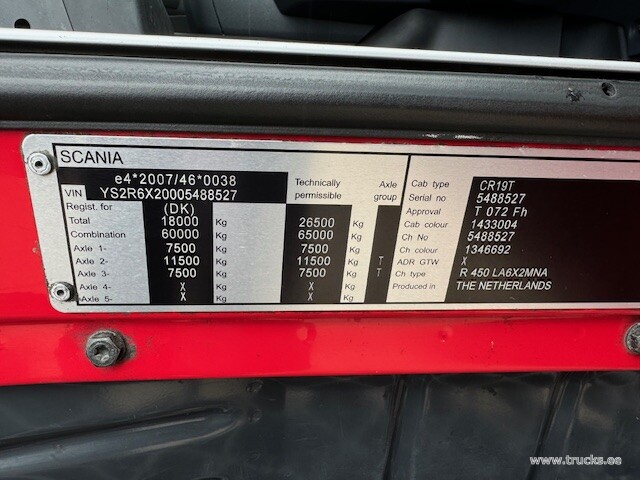 SCANIA
e4*2007/46*0038
VIN YS2R6X20005488527
Regist. for (DK) Technically permissible Axle group
Total 18000 Kg 26500 Kg
Combination 60000 Kg 65000 Kg
Axle 1- 7500 Kg 7500 Kg
Axle 2- 11500 Kg 11500 Kg T
Axle 3- 7500 Kg 7500 Kg T
Axle 4- X Kg X Kg
Axle 5- X Kg X Kg
Cab type CR19T
Serial no 5488527
Approval T 072 Fh
Cab colour 1433004
Ch No 5488527
Ch colour 1346692
ADR GTW X
Ch type R 450 LA6X2MNA
Produced in THE NETHERLANDS
www.trucks.ee